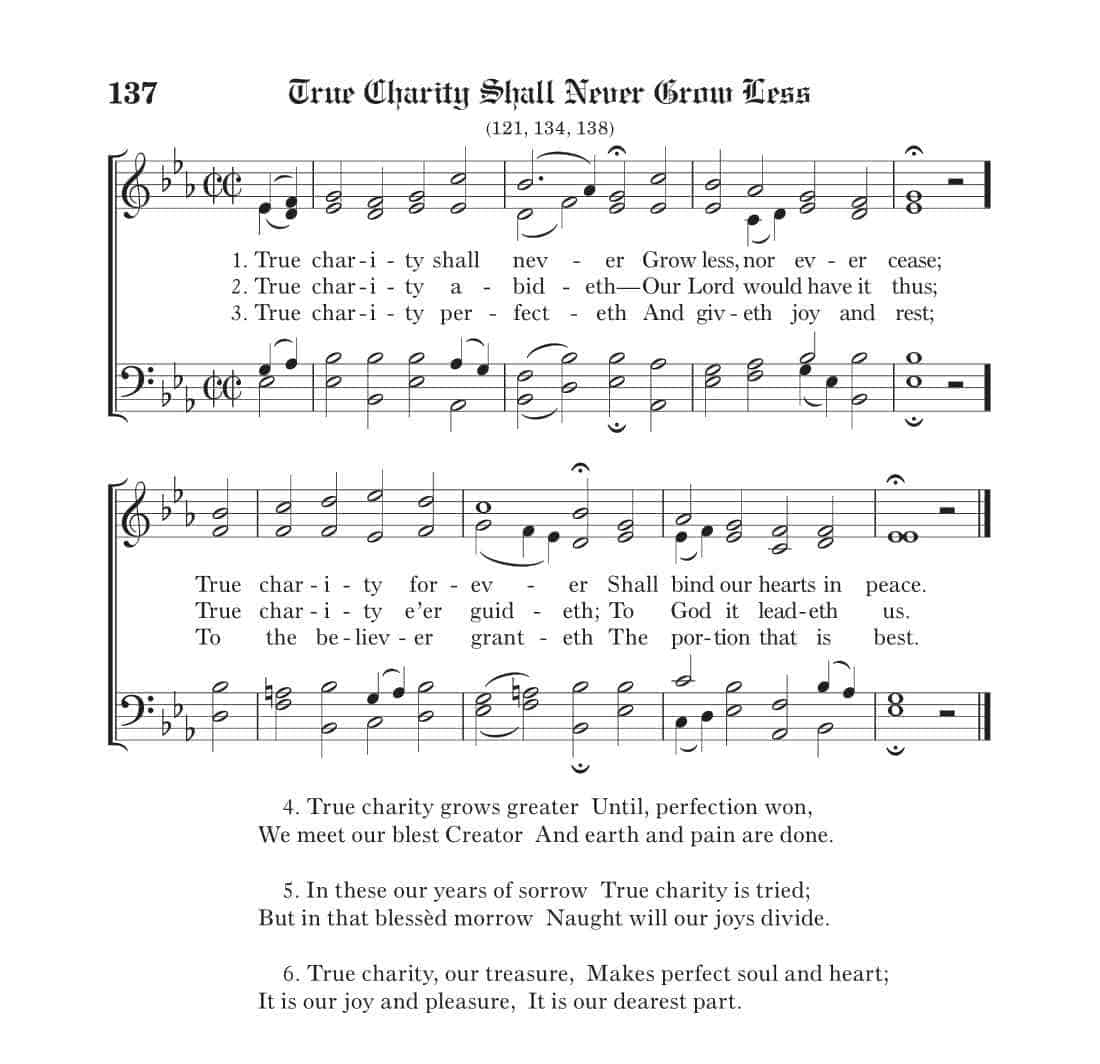 137 True Charity Shall Never Grow Less
(121, 134, 138)
1. True char - i - ty shall nev - er Grow less, nor ev - er cease;
2. True char - i - ty a - bid - eth—Our Lord would have it thus;
3. True char - i - ty per - fect - eth And giv - eth joy and rest;
True char - i - ty for - ev - er Shall bind our hearts in peace.
True char - i - ty e’er guid - eth; To God it lead - eth us.
To the be - liev - er grant - eth The por - tion that is best.
4. True charity grows greater Until, perfection won,
We meet our blest Creator And earth and pain are done.
5. In these our years of sorrow True charity is tried;
But in that blessèd morrow Naught will our joys divide.
6. True charity, our treasure, Makes perfect soul and heart;
It is our joy and pleasure, It is our dearest part.